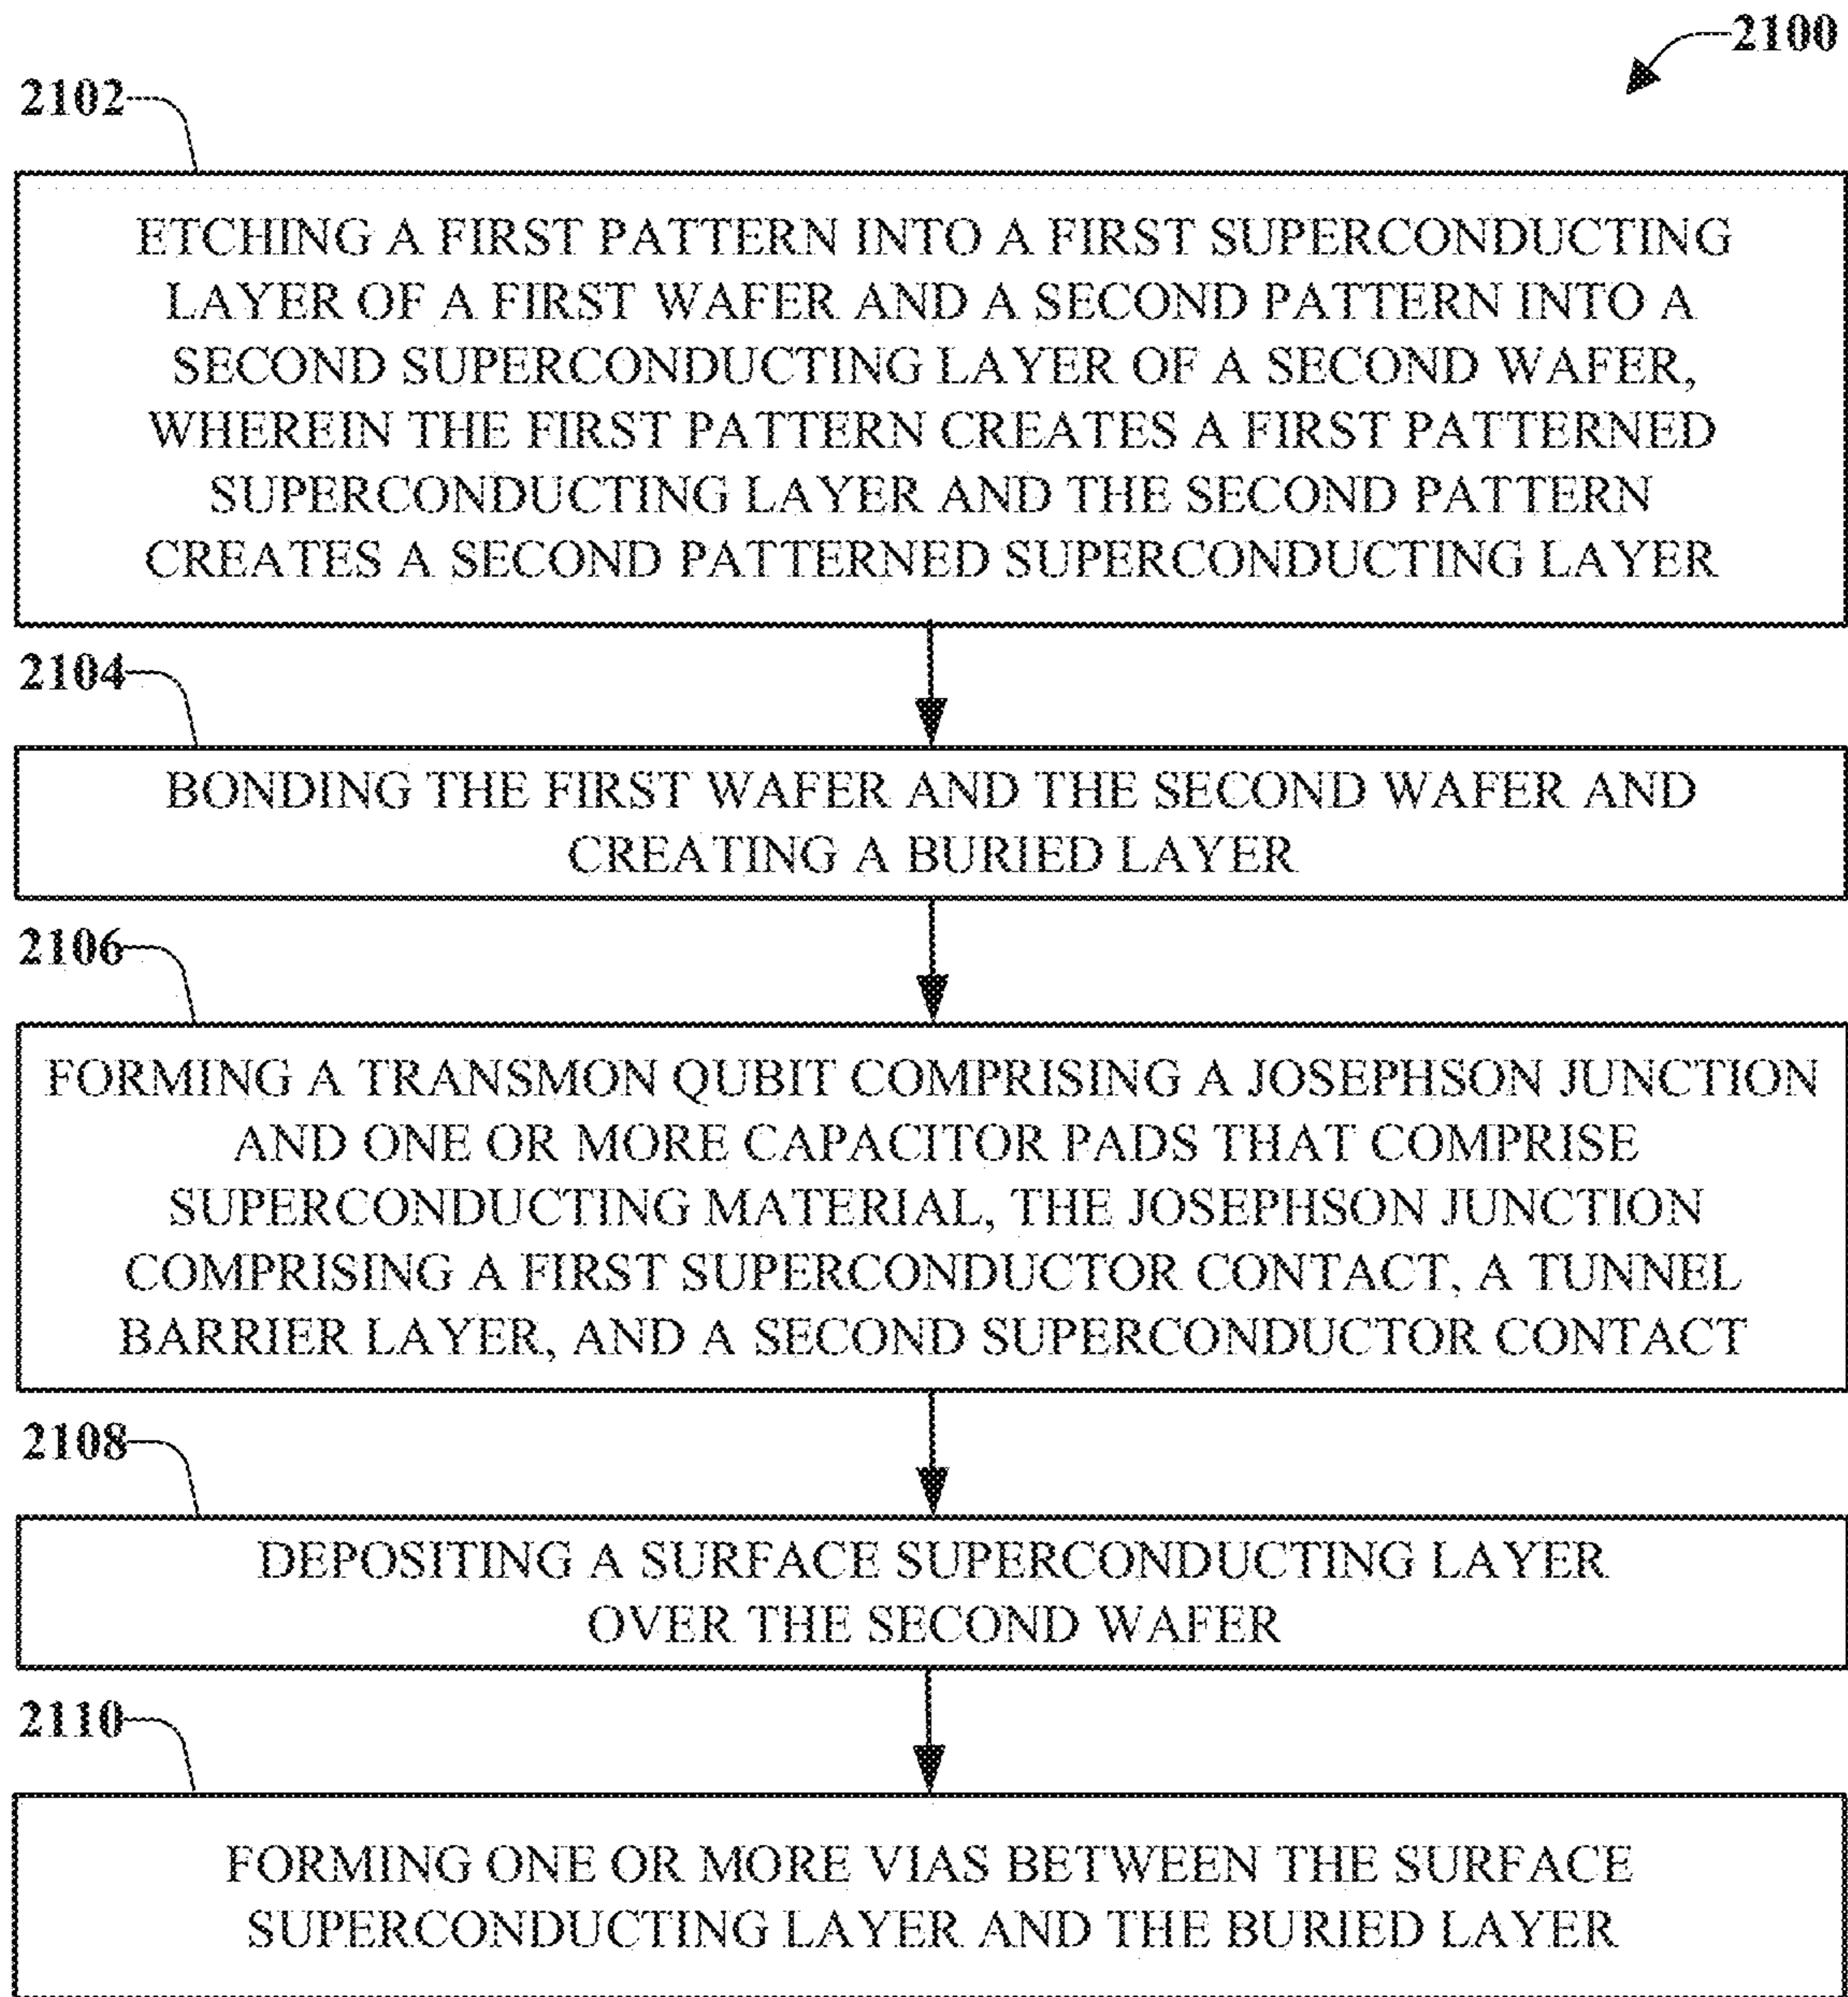 2100
2102
ETCHING A FIRST PATTERN INTO A FIRST SUPERCONDUCTING
LAYER OF A FIRST WAFER AND A SECOND PATTERN INTO A
SECOND SUPERCONDUCTING LAYER OF A SECOND WAFER,
WHEREIN THE FIRST PATTERN CREATES A FIRST PATTERNED
SUPERCONDUCTING LAYER AND THE SECOND PATTERN
CREATES A SECOND PATTERNED SUPERCONDUCTING LAYER
2104
BONDING THE FIRST WAFER AND THE SECOND WAFER AND
CREATING A BURIED LAYER
2106
FORMING A TRANSMON QUBIT COMPRISING A JOSEPHSON JUNCTION
AND ONE OR MORE CAPACITOR PADS THAT COMPRISE
SUPERCONDUCTING MATERIAL, THE JOSEPHSON JUNCTION
COMPRISING A FIRST SUPERCONDUCTOR CONTACT, A TUNNEL
BARRIER LAYER, AND A SECOND SUPERCONDUCTOR CONTACT
2108
DEPOSITING A SURFACE SUPERCONDUCTING LAYER
OVER THE SECOND WAFER
2110
FORMING ONE OR MORE VIAS BETWEEN THE SURFACE
SUPERCONDUCTING LAYER AND THE BURIED LAYER